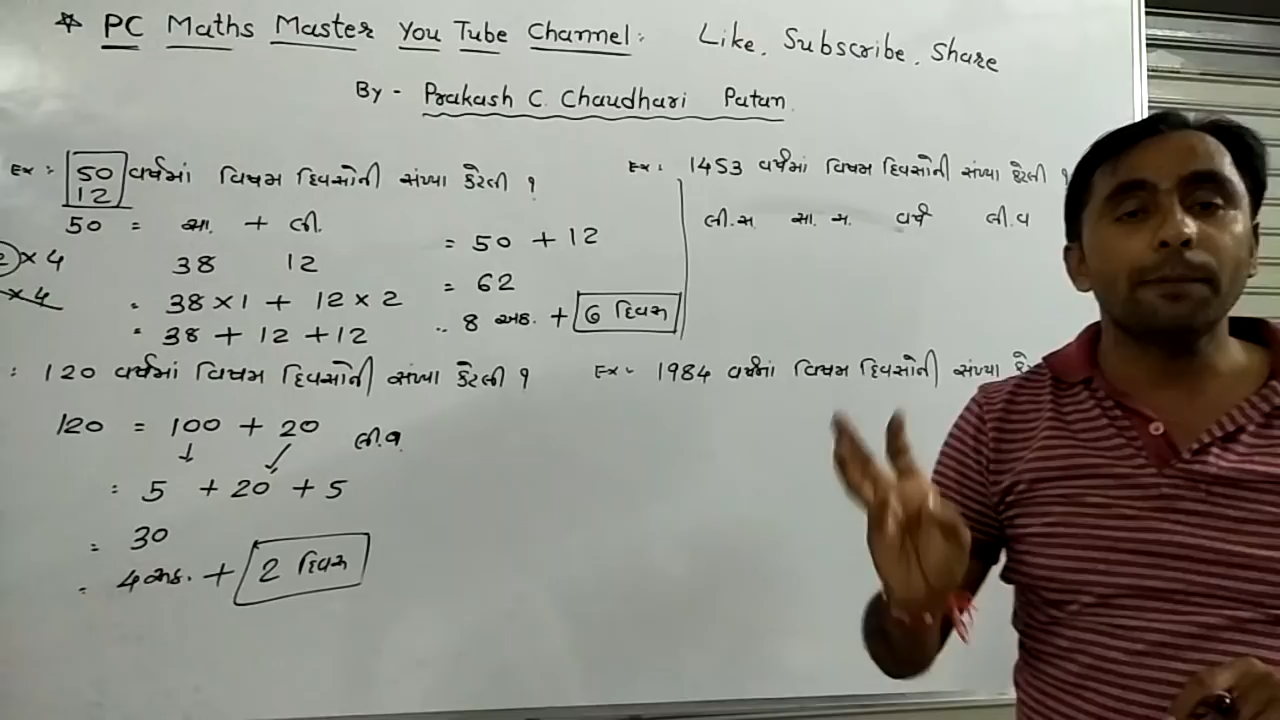 ☆ PC Maths Master You Tube Channel: Like, Subscribe, Share
By - Prakash C. Chaudhari Patan.
Ex: 50 વર્ષમાં વિષમ દિવસોની સંખ્યા કેટલી ?
12
50 = સા. + લી.
2 × 4 38 12
× 4 = 38 × 1 + 12 × 2
= 38 + 12 + 12
= 50 + 12
= 62
∴ 8 અઠ. + 6 દિવસ
Ex: 1453 વર્ષમાં વિષમ દિવસોની સંખ્યા કેટલી ?
લી.સ સા. સ. વર્ષ લી.વ
: 120 વર્ષમાં વિષમ દિવસોની સંખ્યા કેટલી ?
120 = 100 + 20 લી.વ
= 5 + 20 + 5
= 30
= 4 અઠ. + 2 દિવસ
Ex:- 1984 વર્ષમાં વિષમ દિવસોની સંખ્યા કે